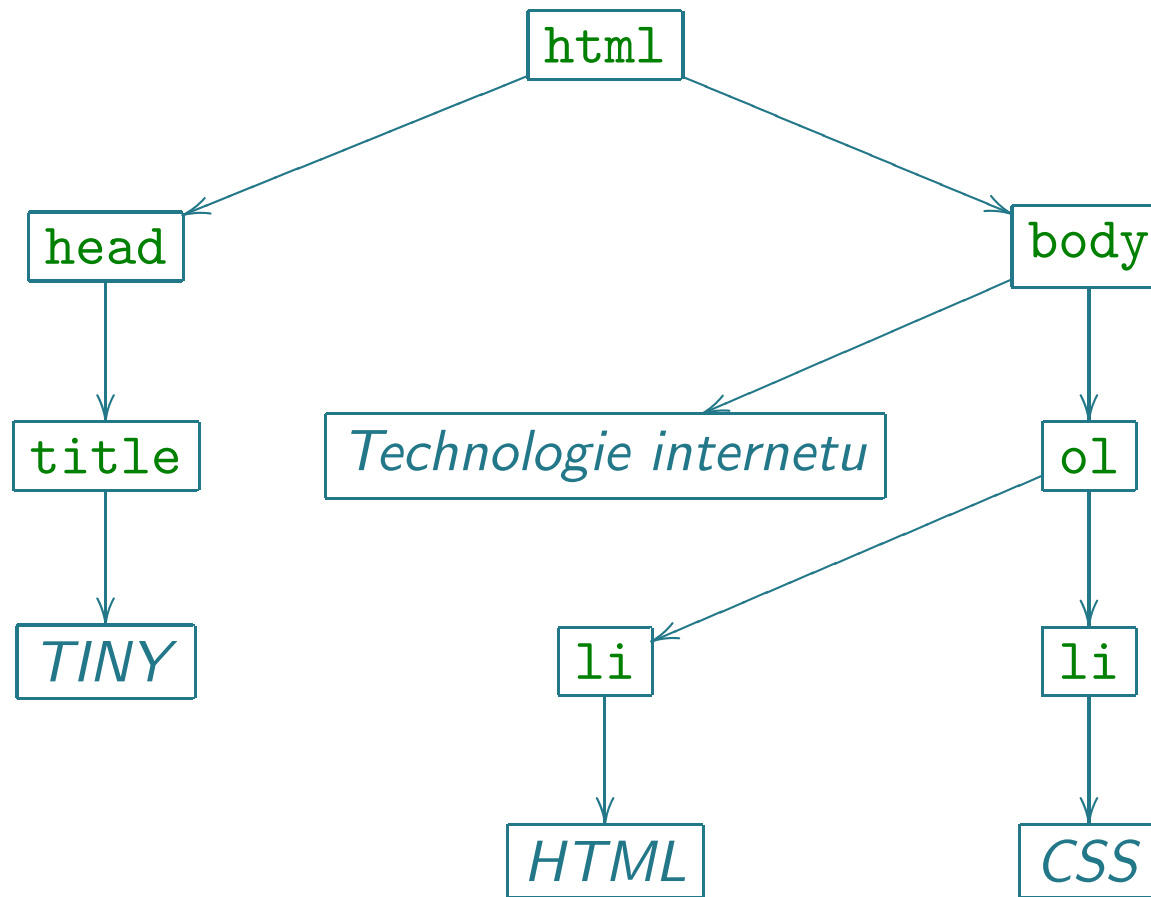 html
head
body
title
Technologie internetu
ol
TINY
li
li
HTML
CSS